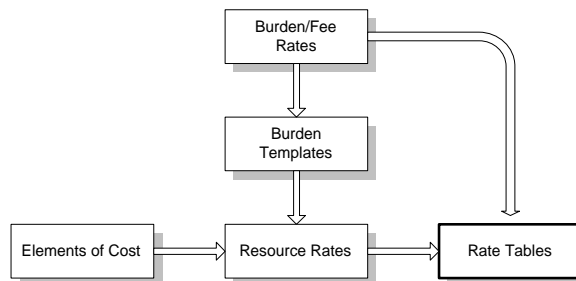 Burden/Fee
Rates
Burden
Templates
Elements of Cost
Resource Rates
Rate Tables